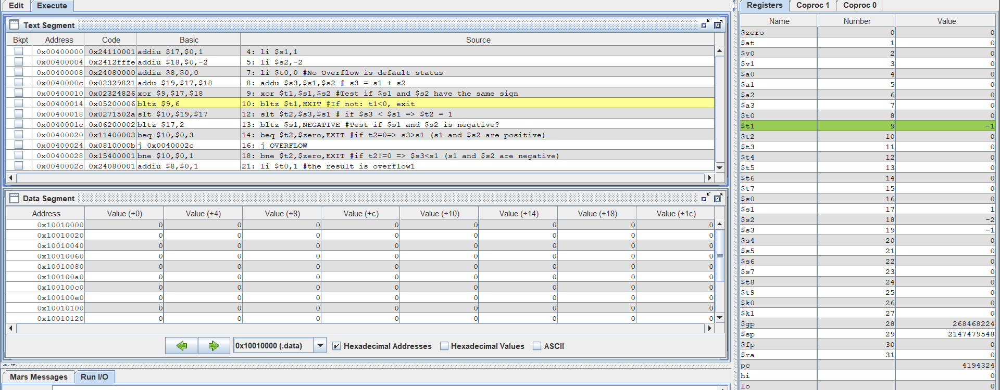 Edit Execute
Text Segment
Bkpt Address Code Basic Source
0x00400000 0x24110001 addiu $17,$0,1 4: li $s1,1
0x00400004 0x2412fffe addiu $18,$0,-2 5: li $s2,-2
0x00400008 0x24080000 addiu $8,$0,0 7: li $t0,0 #No Overflow is default status
0x0040000c 0x02329821 addu $19,$17,$18 8: addu $s3,$s1,$s2 # s3 = s1 + s2
0x00400010 0x02324826 xor $9,$17,$18 9: xor $t1,$s1,$s2 #Test if $s1 and $s2 have the same sign
0x00400014 0x05200006 bltz $9,6 10: bltz $t1,EXIT #If not: t1<0, exit
0x00400018 0x0271502a slt $10,$19,$17 12: slt $t2,$s3,$s1 # if $s3 < $s1 => $t2 = 1
0x0040001c 0x06200002 bltz $17,2 13: bltz $s1,NEGATIVE #Test if $s1 and $s2 is negative?
0x00400020 0x11400003 beq $10,$0,3 14: beq $t2,$zero,EXIT #if t2=0=> s3>s1 (s1 and $s2 are positive)
0x00400024 0x0810000b j 0x0040002c 16: j OVERFLOW
0x00400028 0x15400001 bne $10,$0,1 18: bne $t2,$zero,EXIT #if t2!=0 => $s3<s1 (s1 and $s2 are negative)
0x0040002c 0x24080001 addiu $8,$0,1 21: li $t0,1 #the result is overflow1
Data Segment
Address Value (+0) Value (+4) Value (+8) Value (+c) Value (+10) Value (+14) Value (+18) Value (+1c)
0x10010000 0 0 0 0 0 0 0 0
0x10010020 0 0 0 0 0 0 0 0
0x10010040 0 0 0 0 0 0 0 0
0x10010060 0 0 0 0 0 0 0 0
0x10010080 0 0 0 0 0 0 0 0
0x100100a0 0 0 0 0 0 0 0 0
0x100100c0 0 0 0 0 0 0 0 0
0x100100e0 0 0 0 0 0 0 0 0
0x10010100 0 0 0 0 0 0 0 0
0x10010120 0 0 0 0 0 0 0 0
0x10010000 (.data) Hexadecimal Addresses Hexadecimal Values ASCII
Mars Messages Run I/O
Registers Coproc 1 Coproc 0
Name Number Value
$zero 0 0
$at 1 0
$v0 2 0
$v1 3 0
$a0 4 0
$a1 5 0
$a2 6 0
$a3 7 0
$t0 8 0
$t1 9 -1
$t2 10 0
$t3 11 0
$t4 12 0
$t5 13 0
$t6 14 0
$t7 15 0
$s0 16 0
$s1 17 1
$s2 18 -2
$s3 19 -1
$s4 20 0
$s5 21 0
$s6 22 0
$s7 23 0
$t8 24 0
$t9 25 0
$k0 26 0
$k1 27 0
$gp 28 268468224
$sp 29 2147479548
$fp 30 0
$ra 31 0
pc 4194324
hi 0
lo 0